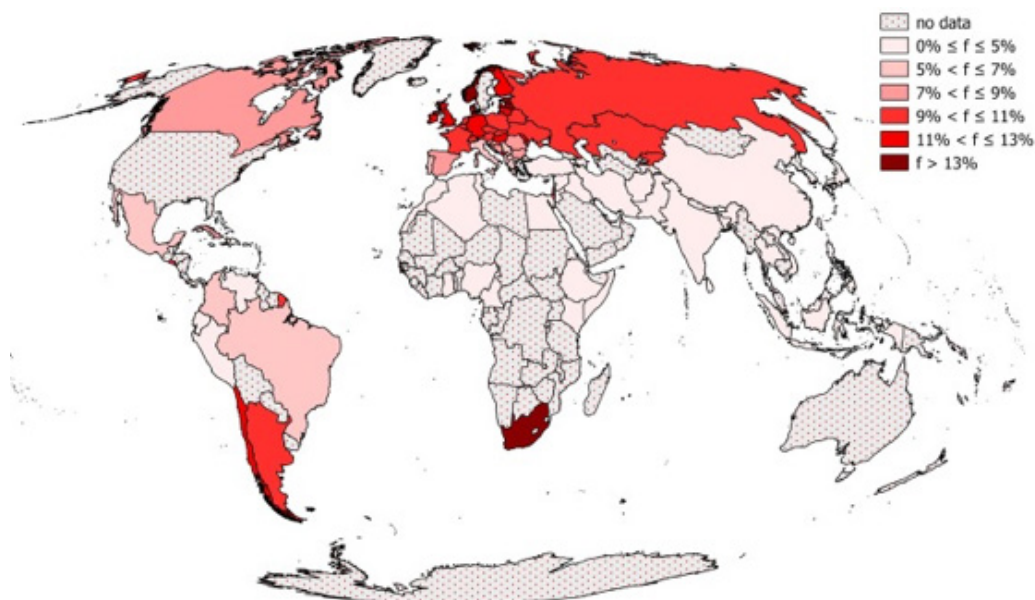 no data
0% ≤ f ≤ 5%
5% < f ≤ 7%
7% < f ≤ 9%
9% < f ≤ 11%
11% < f ≤ 13%
f > 13%